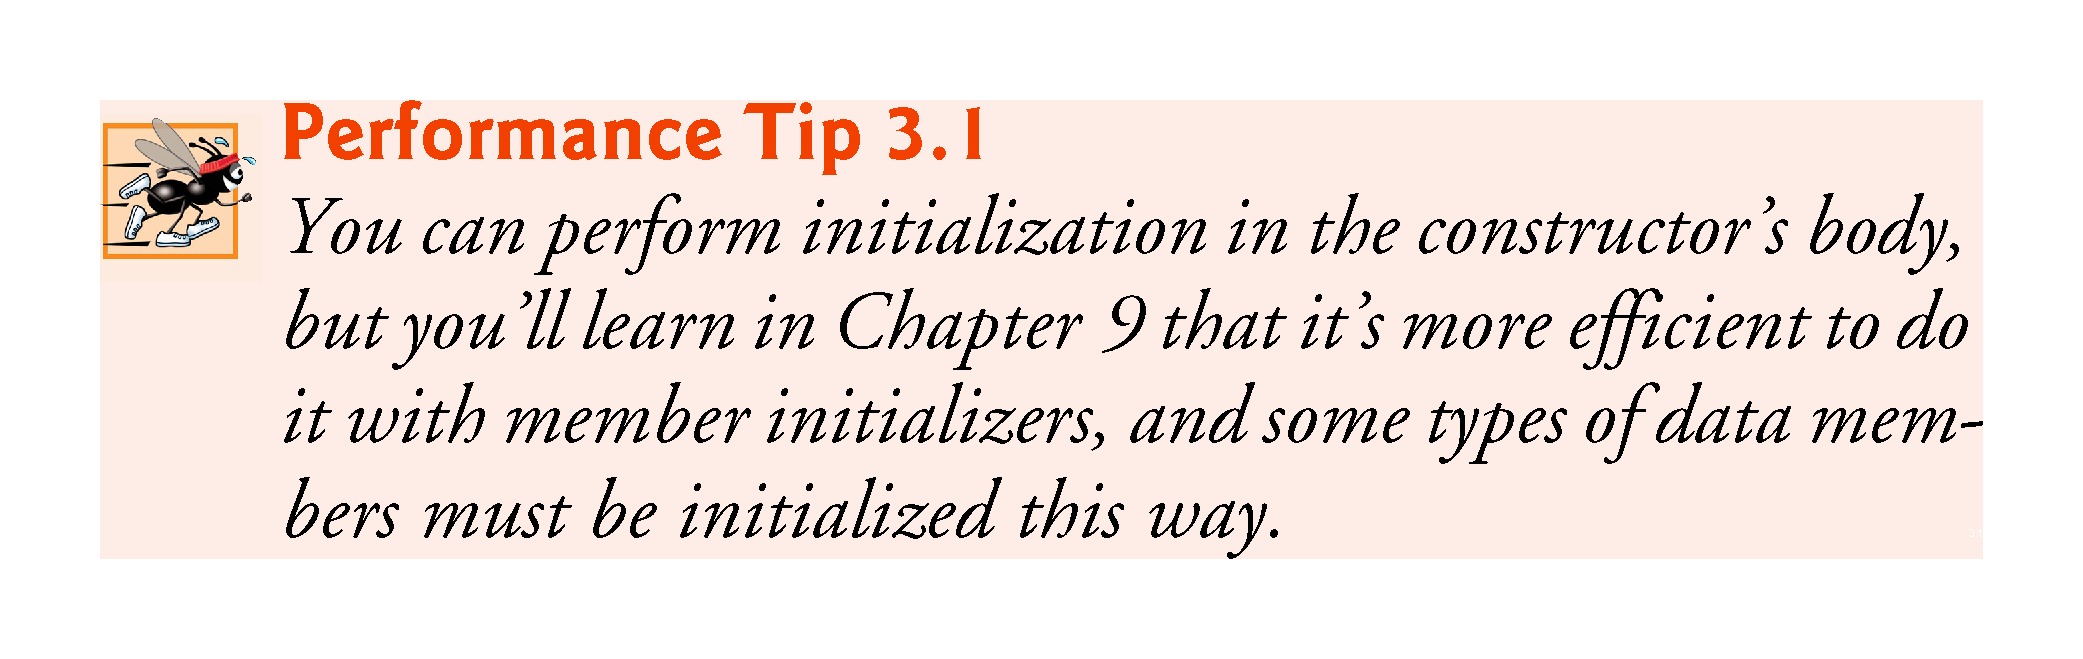 Performance Tip 3.1
You can perform initialization in the constructor’s body,
but you’ll learn in Chapter 9 that it’s more efficient to do
it with member initializers, and some types of data mem-
bers must be initialized this way.
3.1